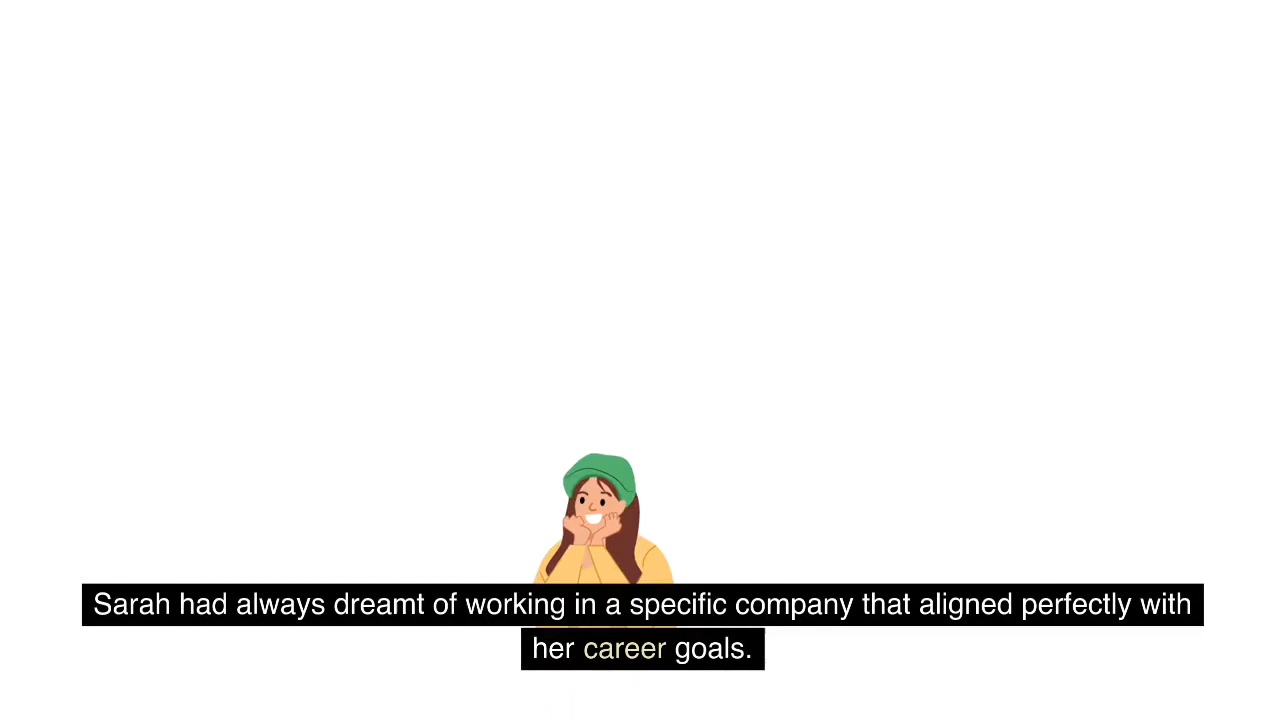 Sarah had always dreamt of working in a specific company that aligned perfectly with
her career goals.